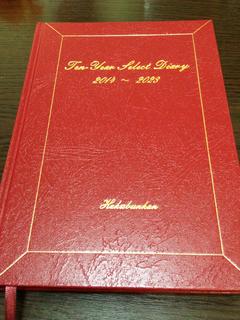 Ten-Year Select Diary
2014 ~ 2023
Hakubunkan